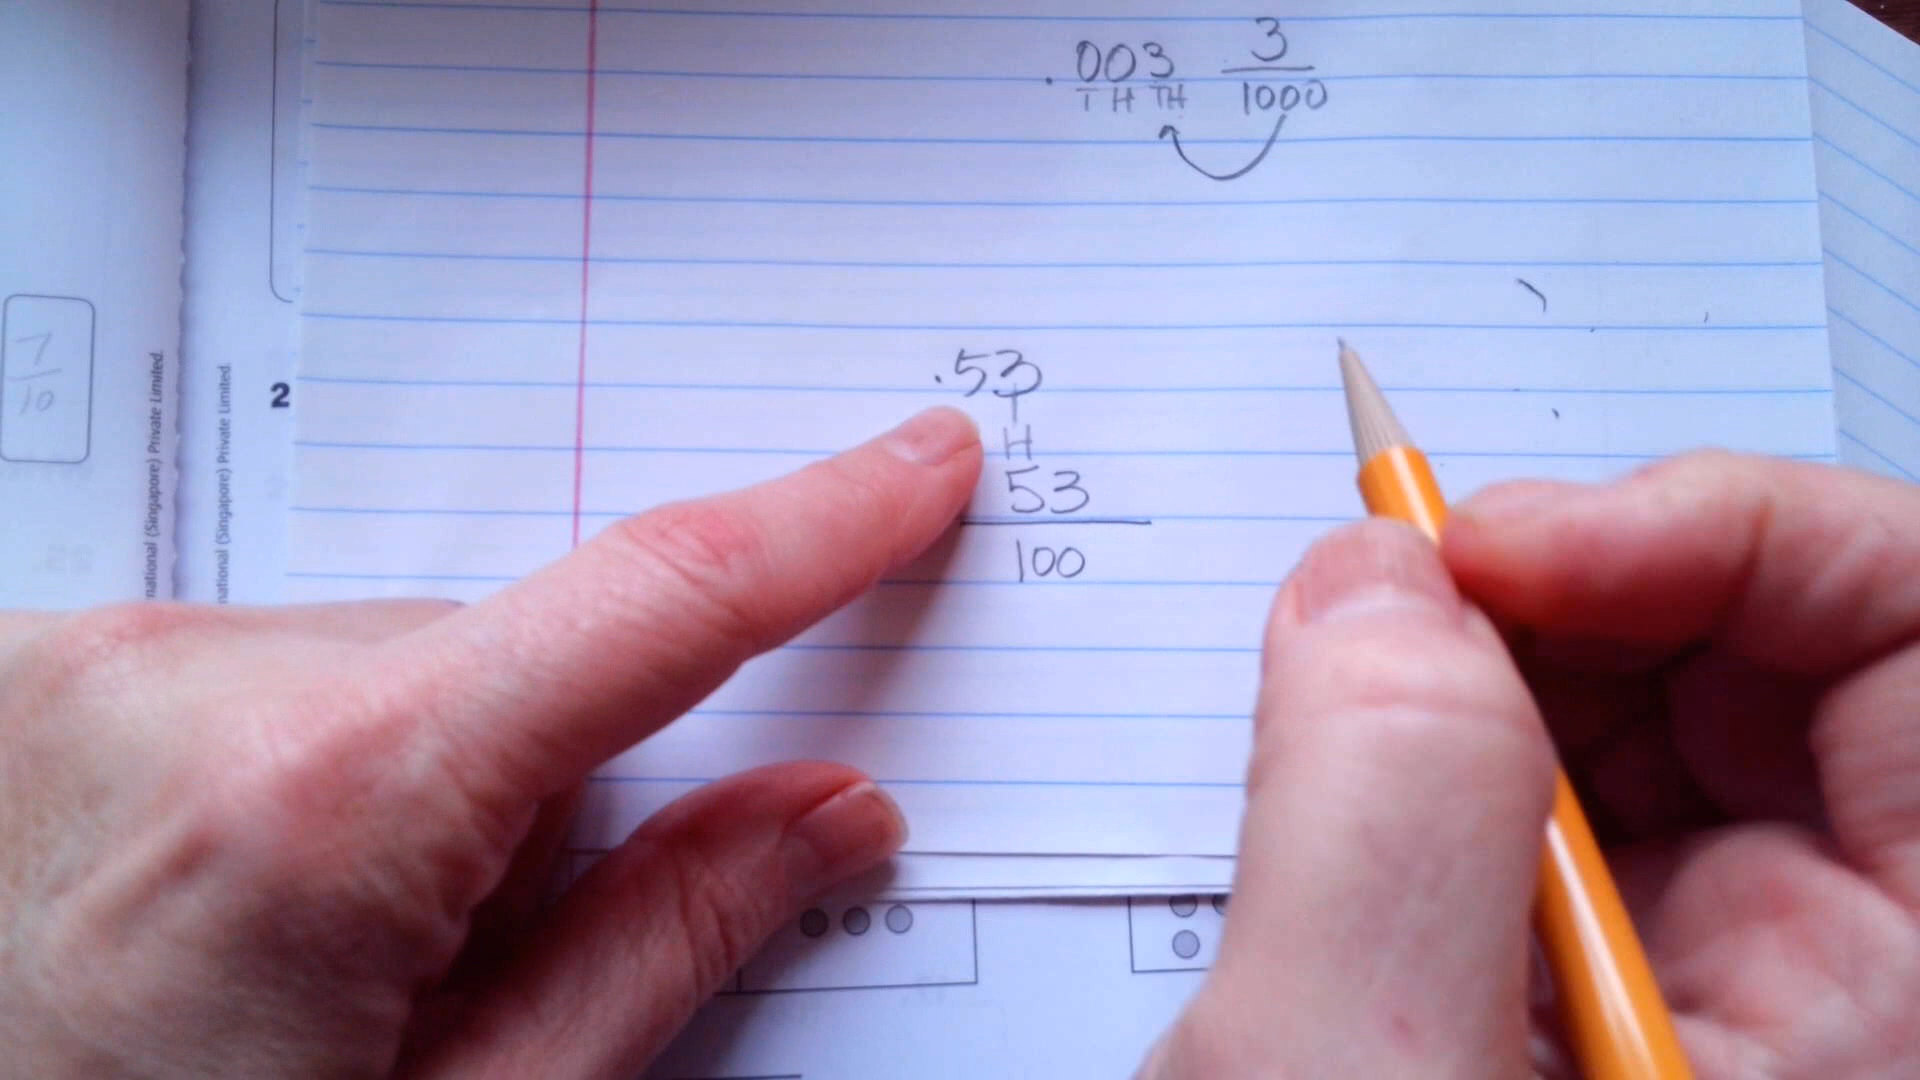 .003 3
T H TH 1000
7
10
national (Singapore) Private Limited.
national (Singapore) Private Limited.
2
.53
H
53
100